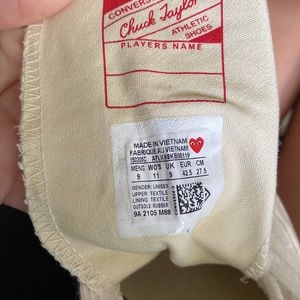 CONVERSE
Chuck Taylor
ATHLETIC
SHOES
PLAYERS NAME
MADE IN VIETNAM
FABRIQUE AU VIETNAM
150205C
MENS WO'S UK EUR CM
9 11 9 42.5 27.5
GENDER: UNISEX
UPPER: TEXTILE
LINING: TEXTILE
OUTSOLE: RUBBER
9A 2105 M88